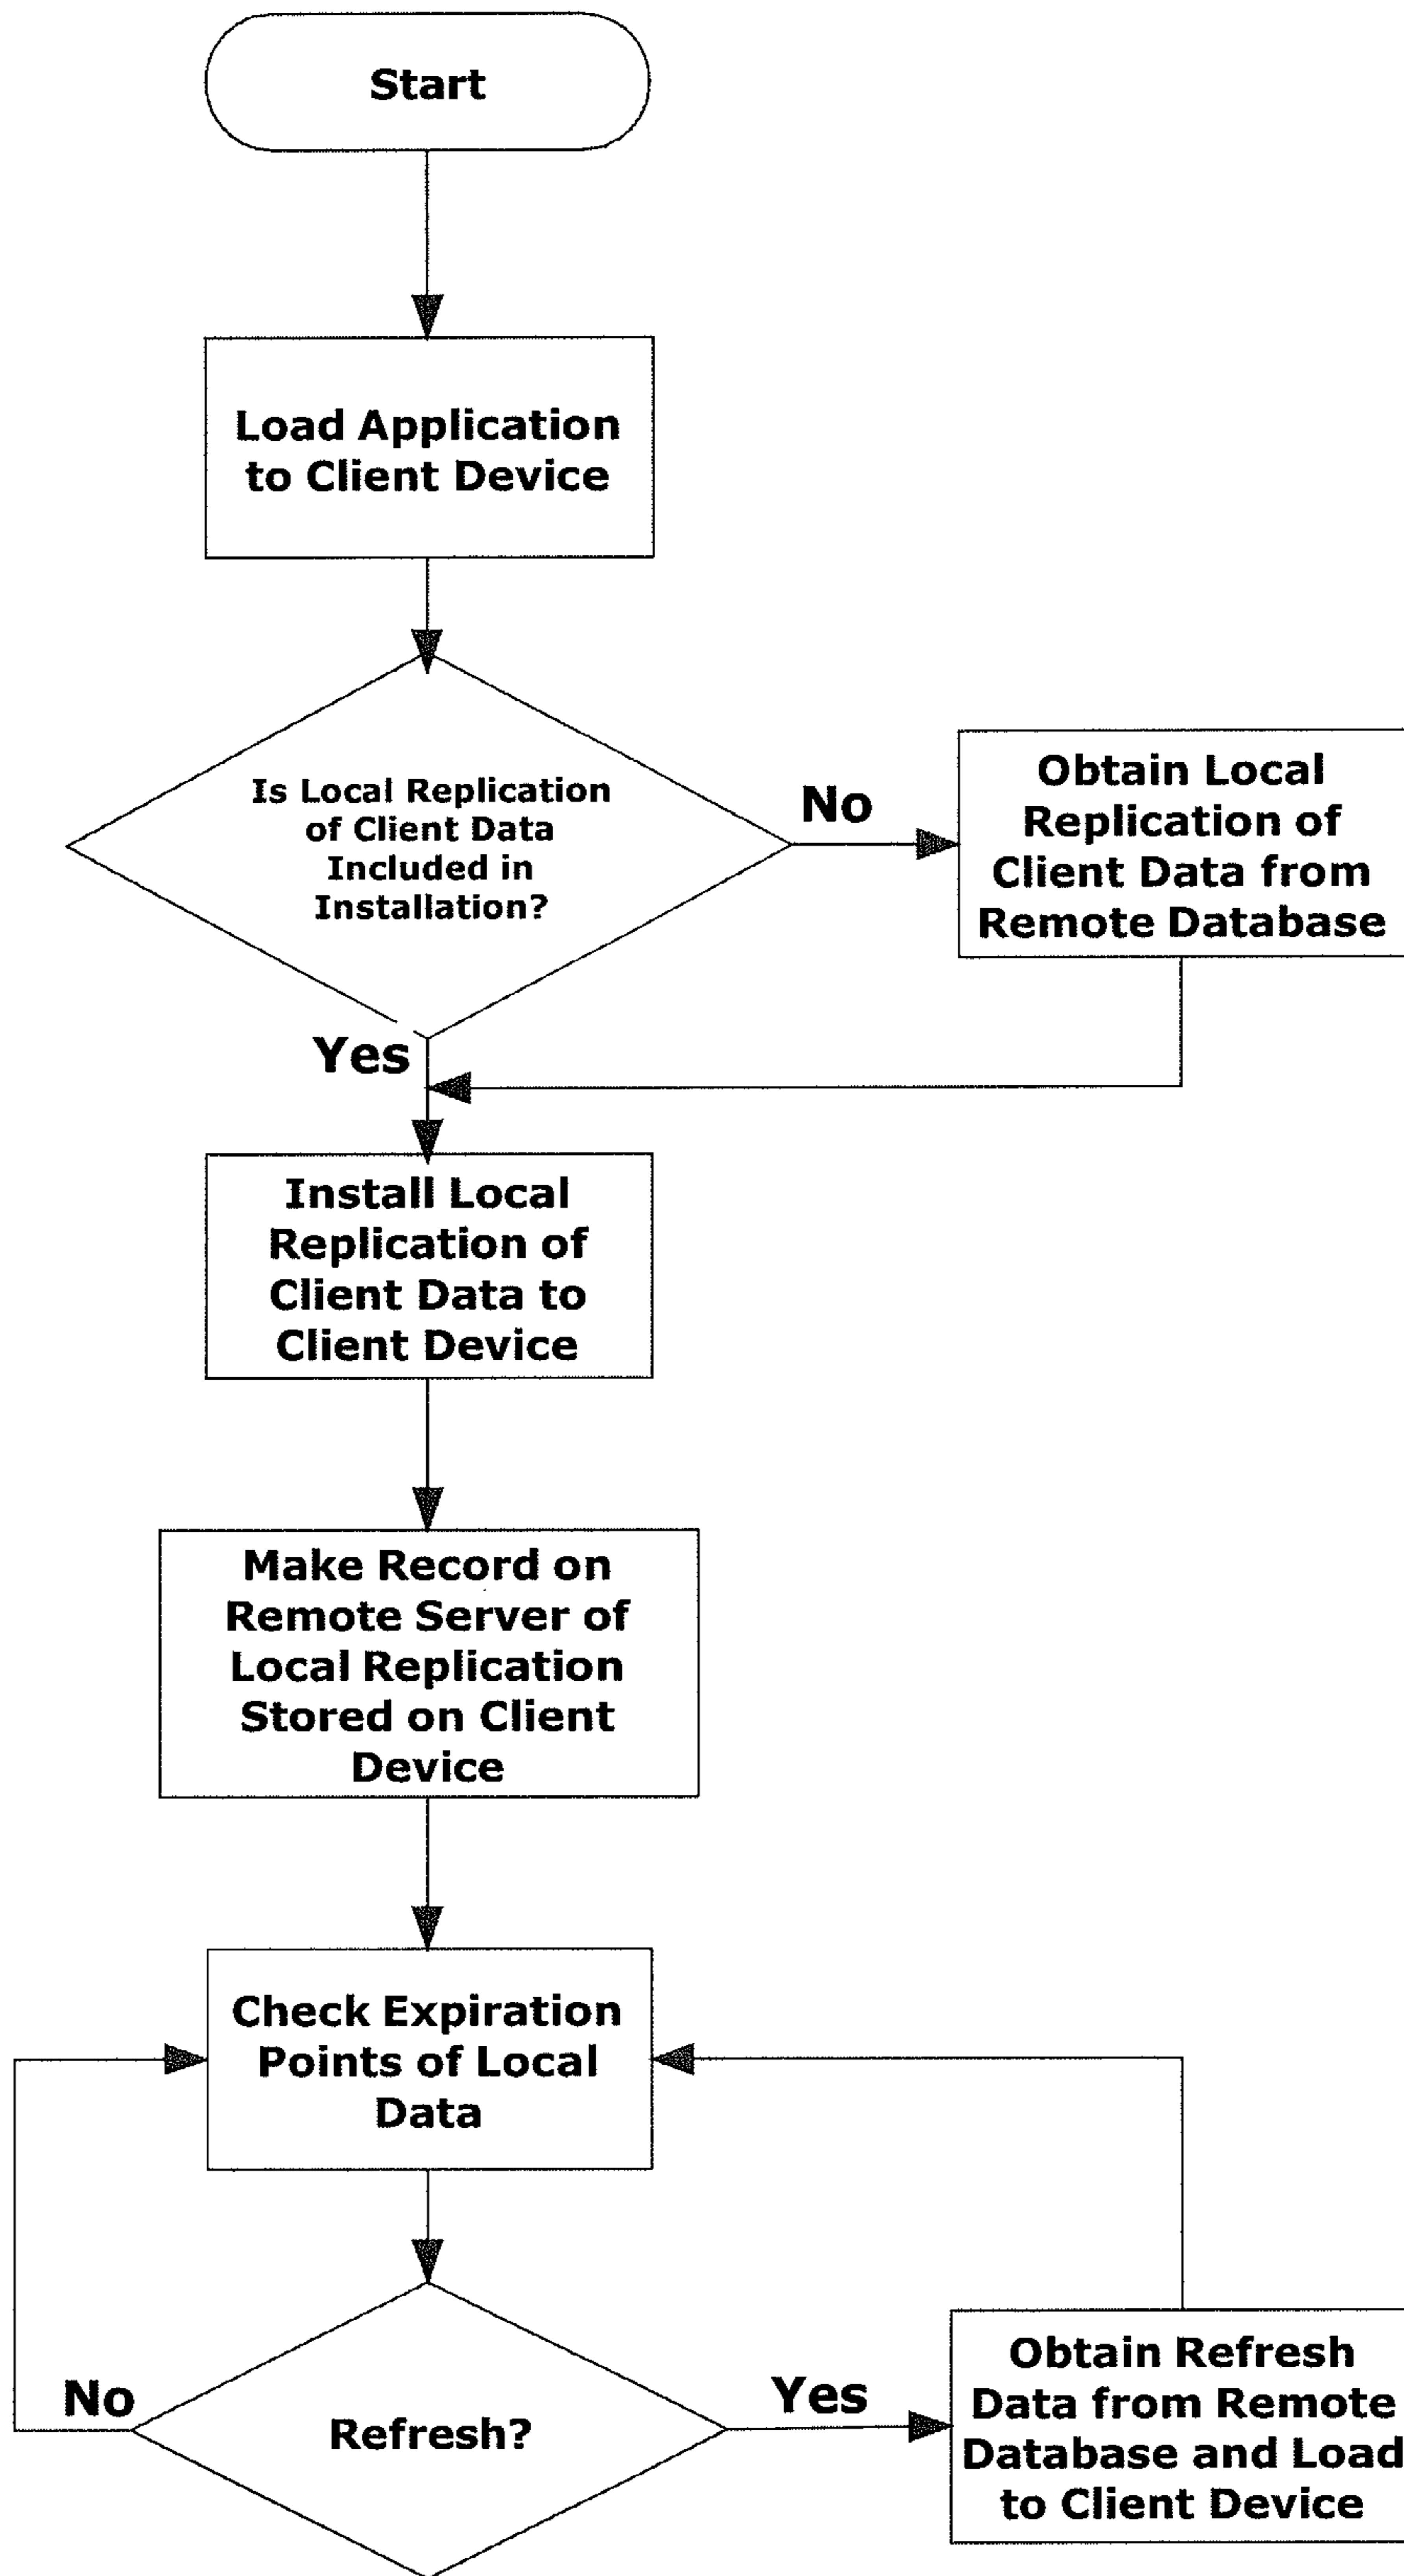 Start
Load Application
to Client Device
Is Local Replication
of Client Data
Included in
Installation?
No
Obtain Local
Replication of
Client Data from
Remote Database
Yes
Install Local
Replication of
Client Data to
Client Device
Make Record on
Remote Server of
Local Replication
Stored on Client
Device
Check Expiration
Points of Local
Data
No
Refresh?
Yes
Obtain Refresh
Data from Remote
Database and Load
to Client Device